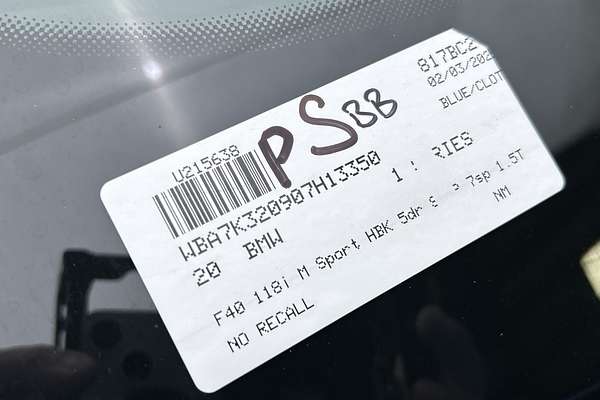 817BC2
02/03/202
BLUE/CLOT
U215638
PSBB
WBA7K320907H13350
20 BMW 1 RIES
F40 118i M Sport HBK 5dr 7sp 1.5T
NO RECALL NM